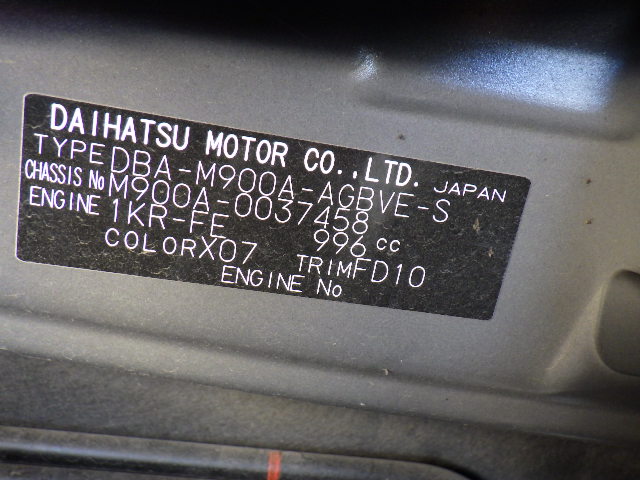 DAIHATSU MOTOR CO.,LTD. JAPAN
TYPE DBA-M900A-AGBVE-S
CHASSIS No M900A-0037458
ENGINE 1KR-FE 996 cc
COLOR X07 TRIM FD10
ENGINE No